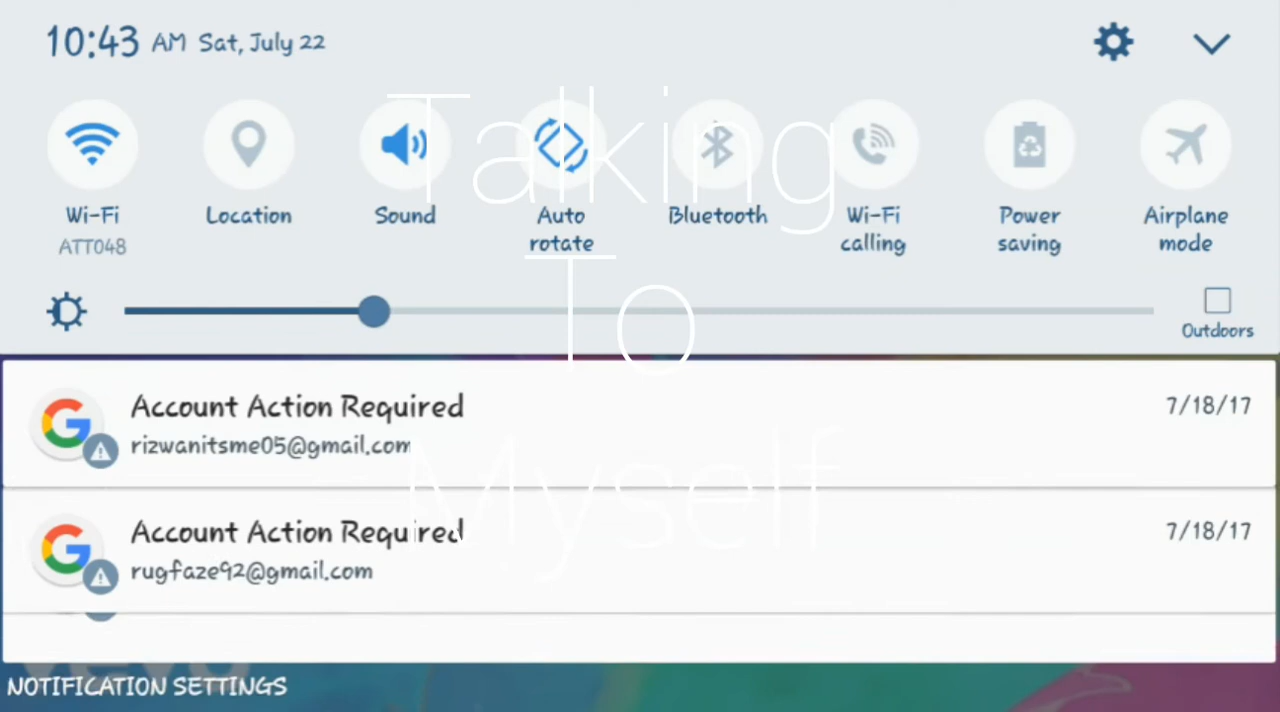 10:43 AM Sat, July 22
Talking
Wi-Fi
ATT048
Location
Sound
Auto
rotate
Bluetooth
Wi-Fi
calling
Power
saving
Airplane
mode
To
Outdoors
Account Action Required 7/18/17
rizwanitsme05@gmail.com
Myself
Account Action Required 7/18/17
rugfaze92@gmail.com
vevo
NOTIFICATION SETTINGS